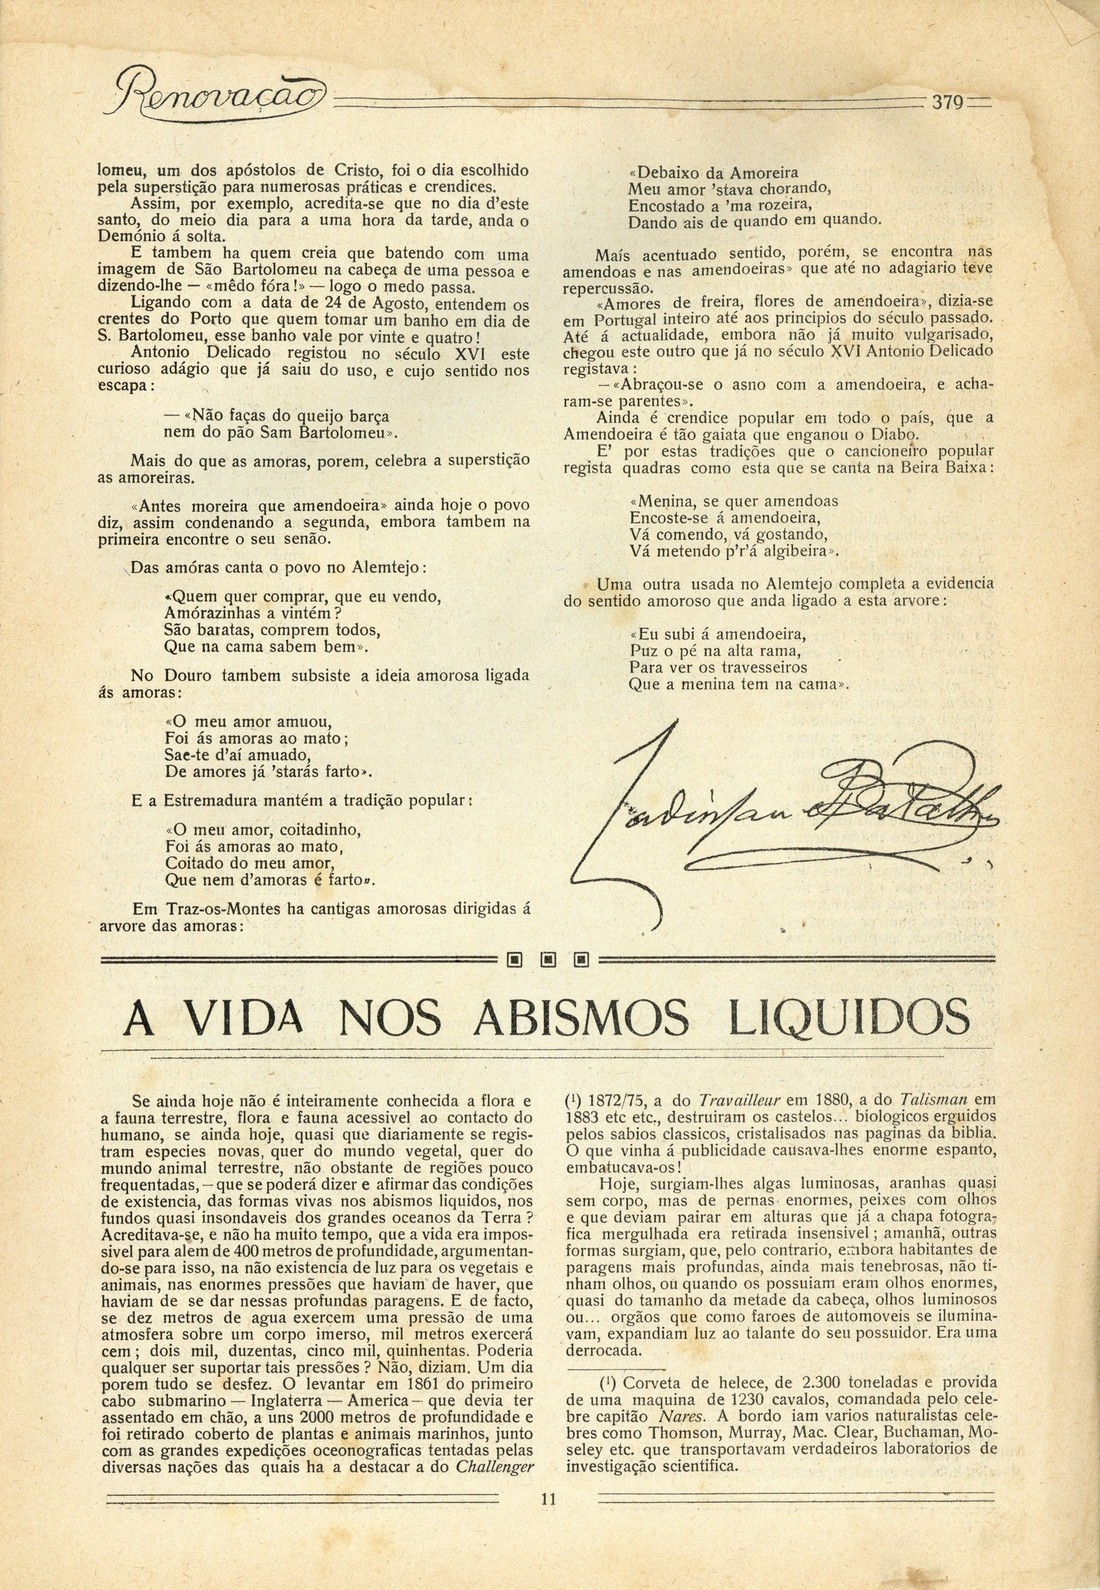 Renovação
379
lomeu, um dos apóstolos de Cristo, foi o dia escolhido
pela superstição para numerosas práticas e crendices.
Assim, por exemplo, acredita-se que no dia d'este
santo, do meio dia para a uma hora da tarde, anda o
Demónio á solta.
E tambem ha quem creia que batendo com uma
imagem de São Bartolomeu na cabeça de uma pessoa e
dizendo-lhe — «mêdo fóra!» — logo o medo passa.
Ligando com a data de 24 de Agosto, entendem os
crentes do Porto que quem tomar um banho em dia de
S. Bartolomeu, esse banho vale por vinte e quatro!
Antonio Delicado registou no século XVI este
curioso adágio que já saiu do uso, e cujo sentido nos
escapa:
— «Não faças do queijo barça
nem do pão Sam Bartolomeu».
Mais do que as amoras, porem, celebra a superstição
as amoreiras.
«Antes moreira que amendoeira» ainda hoje o povo
diz, assim condenando a segunda, embora tambem na
primeira encontre o seu senão.
Das amóras canta o povo no Alemtejo:
«Quem quer comprar, que eu vendo,
Amórazinhas a vintém?
São baratas, comprem todos,
Que na cama sabem bem».
No Douro tambem subsiste a ideia amorosa ligada
ás amoras:
«O meu amor amuou,
Foi ás amoras ao mato;
Sae-te d'aí amuado,
De amores já 'starás farto».
E a Estremadura mantém a tradição popular:
«O meu amor, coitadinho,
Foi ás amoras ao mato,
Coitado do meu amor,
Que nem d'amoras é farto».
Em Traz-os-Montes ha cantigas amorosas dirigidas á
arvore das amoras:
«Debaixo da Amoreira
Meu amor 'stava chorando,
Encostado a 'ma rozeira,
Dando ais de quando em quando.
Maís acentuado sentido, porém, se encontra nas
amendoas e nas amendoeiras» que até no adagiario teve
repercussão.
«Amores de freira, flores de amendoeira», dizia-se
em Portugal inteiro até aos principios do século passado.
Até á actualidade, embora não já muito vulgarisado,
chegou este outro que já no século XVI Antonio Delicado
registava:
—«Abraçou-se o asno com a amendoeira, e acha-
ram-se parentes».
Ainda é crendice popular em todo o país, que a
Amendoeira é tão gaiata que enganou o Diabo.
E' por estas tradições que o cancioneiro popular
regista quadras como esta que se canta na Beira Baixa:
«Menina, se quer amendoas
Encoste-se á amendoeira,
Vá comendo, vá gostando,
Vá metendo p'r'á algibeira».
Uma outra usada no Alemtejo completa a evidencia
do sentido amoroso que anda ligado a esta arvore:
«Eu subi á amendoeira,
Puz o pé na alta rama,
Para ver os travesseiros
Que a menina tem na cama».
A VIDA NOS ABISMOS LIQUIDOS
Se ainda hoje não é inteiramente conhecida a flora e
a fauna terrestre, flora e fauna acessivel ao contacto do
humano, se ainda hoje, quasi que diariamente se regis-
tram especies novas, quer do mundo vegetal, quer do
mundo animal terrestre, não obstante de regiões pouco
frequentadas, — que se poderá dizer e afirmar das condições
de existencia, das formas vivas nos abismos liquidos, nos
fundos quasi insondaveis dos grandes oceanos da Terra?
Acreditava-se, e não ha muito tempo, que a vida era impos-
sivel para alem de 400 metros de profundidade, argumentan-
do-se para isso, na não existencia de luz para os vegetais e
animais, nas enormes pressões que haviam de haver, que
haviam de se dar nessas profundas paragens. E de facto,
se dez metros de agua exercem uma pressão de uma
atmosfera sobre um corpo imerso, mil metros exercerá
cem; dois mil, duzentas, cinco mil, quinhentas. Poderia
qualquer ser suportar tais pressões? Não, diziam. Um dia
porem tudo se desfez. O levantar em 1861 do primeiro
cabo submarino — Inglaterra — America — que devia ter
assentado em chão, a uns 2000 metros de profundidade e
foi retirado coberto de plantas e animais marinhos, junto
com as grandes expedições oceonograficas tentadas pelas
diversas nações das quais ha a destacar a do Challenger
(¹) 1872/75, a do Travailleur em 1880, a do Talisman em
1883 etc etc., destruiram os castelos... biologicos erguidos
pelos sabios classicos, cristalisados nas paginas da biblia.
O que vinha á publicidade causava-lhes enorme espanto,
embatucava-os!
Hoje, surgiam-lhes algas luminosas, aranhas quasi
sem corpo, mas de pernas enormes, peixes com olhos
e que deviam pairar em alturas que já a chapa fotogra-
fica mergulhada era retirada insensivel; amanhã, outras
formas surgiam, que, pelo contrario, embora habitantes de
paragens mais profundas, ainda mais tenebrosas, não ti-
nham olhos, ou quando os possuiam eram olhos enormes,
quasi do tamanho da metade da cabeça, olhos luminosos
ou... orgãos que como faroes de automoveis se ilumina-
vam, expandiam luz ao talante do seu possuidor. Era uma
derrocada.
(¹) Corveta de helece, de 2.300 toneladas e provida
de uma maquina de 1230 cavalos, comandada pelo cele-
bre capitão Nares. A bordo iam varios naturalistas cele-
bres como Thomson, Murray, Mac. Clear, Buchaman, Mo-
seley etc. que transportavam verdadeiros laboratorios de
investigação scientifica.
11